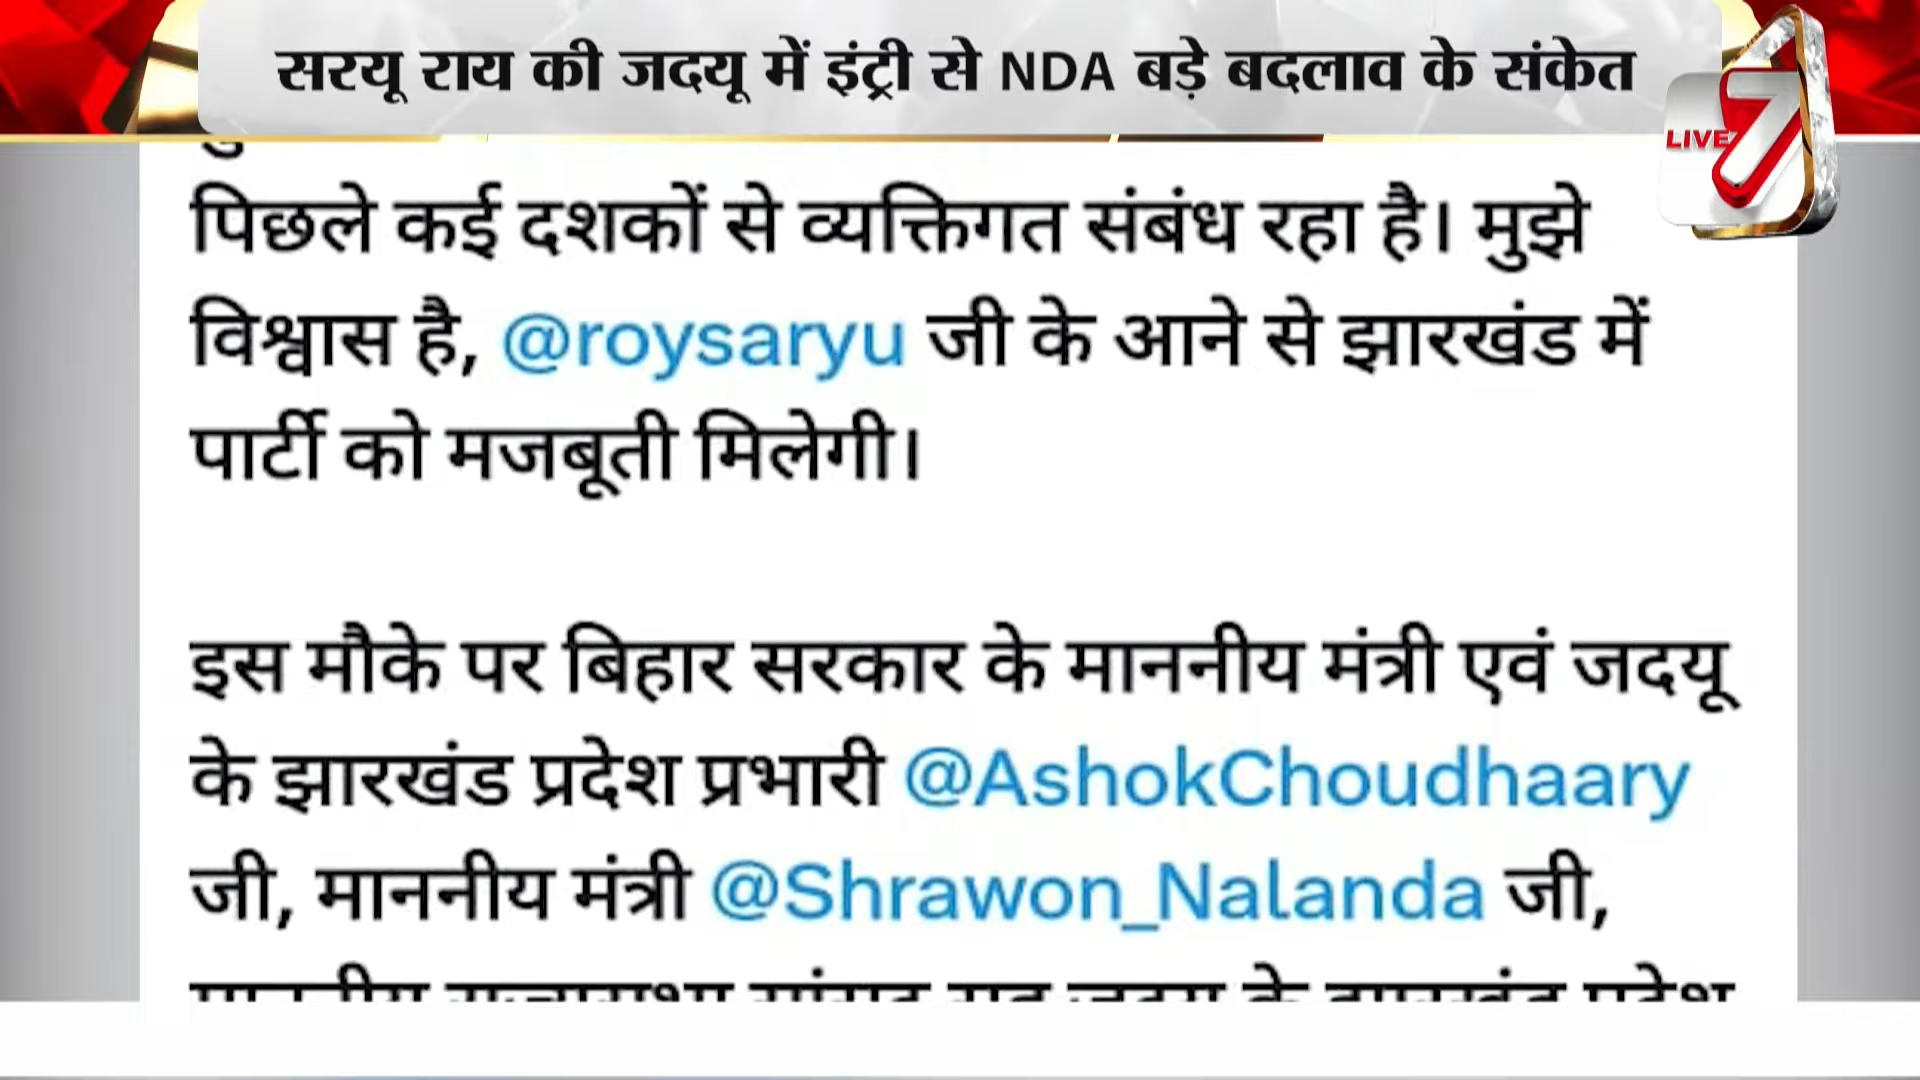 सरयू राय की जदयू में इंट्री से NDA बड़े बदलाव के संकेत
LIVE 7
पिछले कई दशकों से व्यक्तिगत संबंध रहा है। मुझे
विश्वास है, @roysaryu जी के आने से झारखंड में
पार्टी को मजबूती मिलेगी।
इस मौके पर बिहार सरकार के माननीय मंत्री एवं जदयू
के झारखंड प्रदेश प्रभारी @AshokChoudhaary
जी, माननीय मंत्री @Shrawon_Nalanda जी,